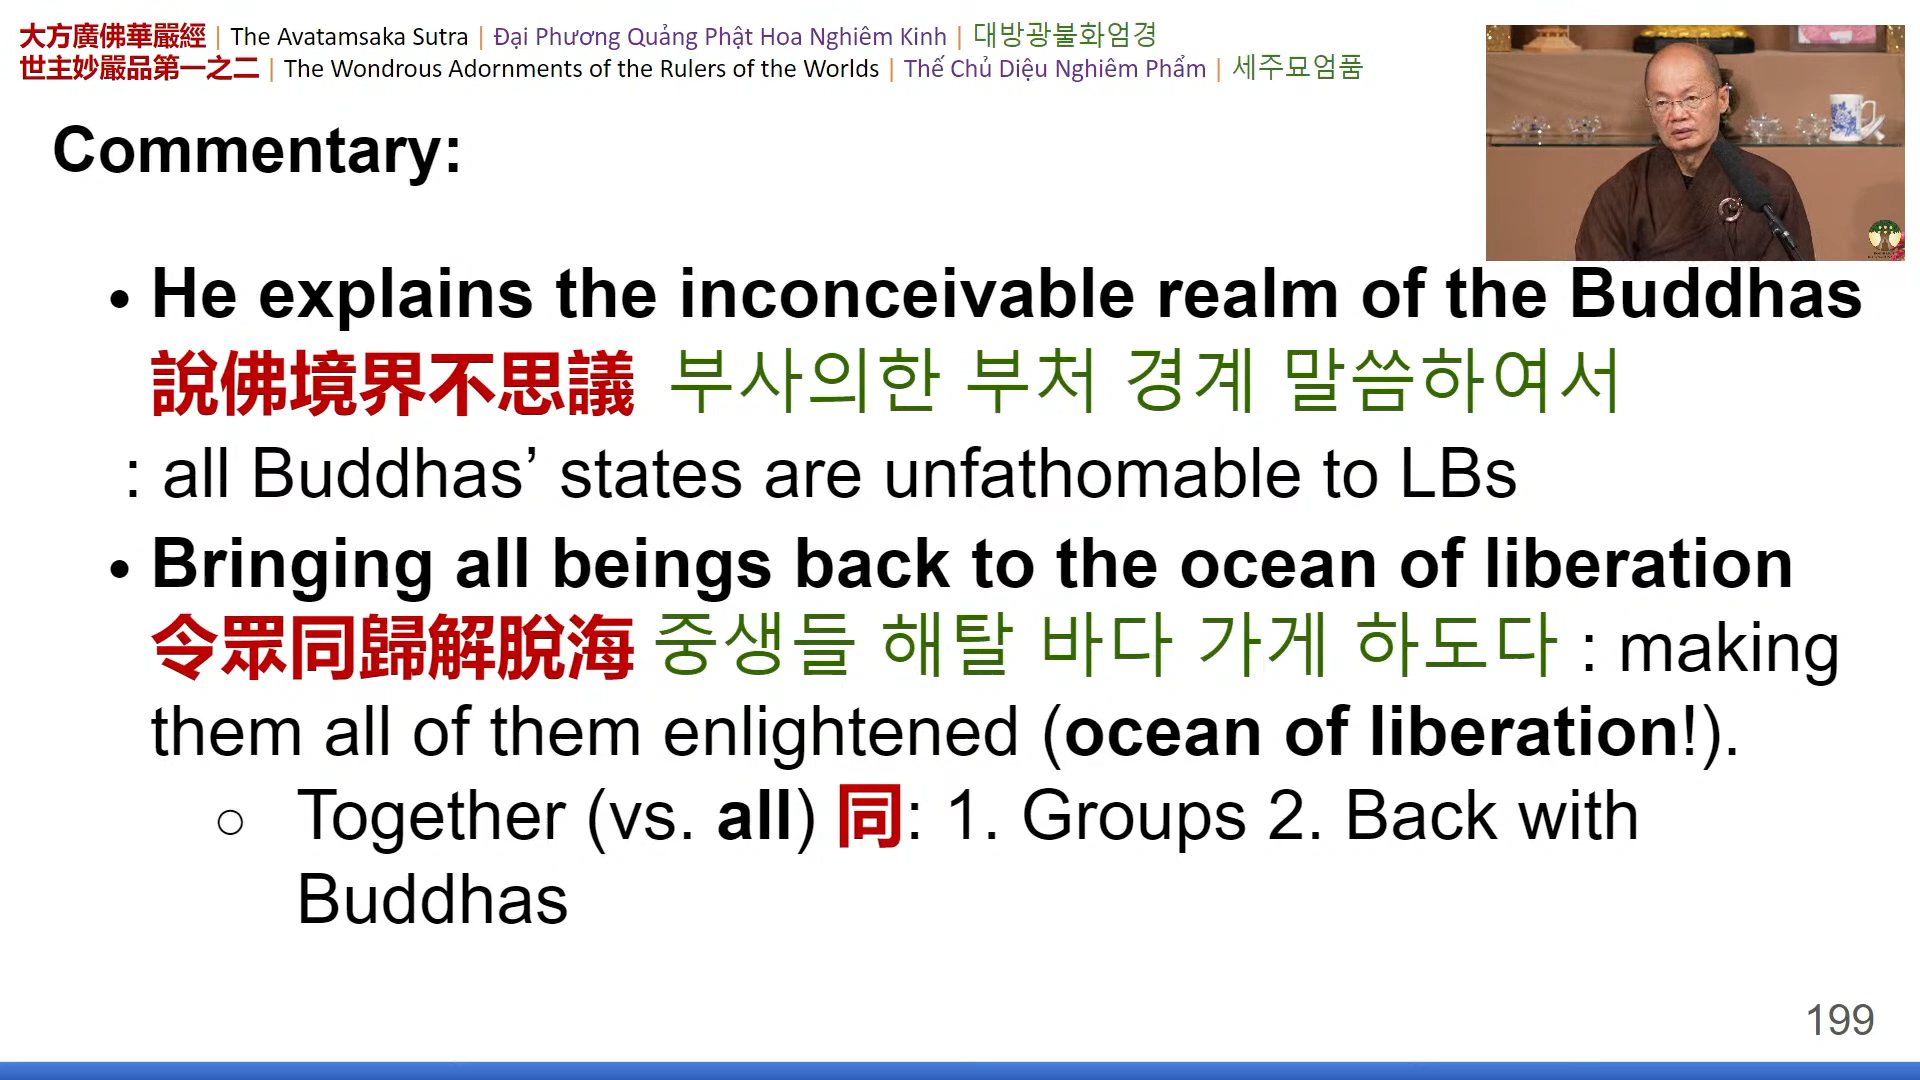 大方廣佛華嚴經 | The Avatamsaka Sutra | Đại Phương Quảng Phật Hoa Nghiêm Kinh | 대방광불화엄경
世主妙嚴品第一之二 | The Wondrous Adornments of the Rulers of the Worlds | Thế Chủ Diệu Nghiêm Phẩm | 세주묘엄품
Commentary:
• He explains the inconceivable realm of the Buddhas
說佛境界不思議 부사의한 부처 경계 말씀하여서
: all Buddhas’ states are unfathomable to LBs
• Bringing all beings back to the ocean of liberation
令眾同歸解脫海 중생들 해탈 바다 가게 하도다 : making
them all of them enlightened (ocean of liberation!).
○ Together (vs. all) 同: 1. Groups 2. Back with
Buddhas
199